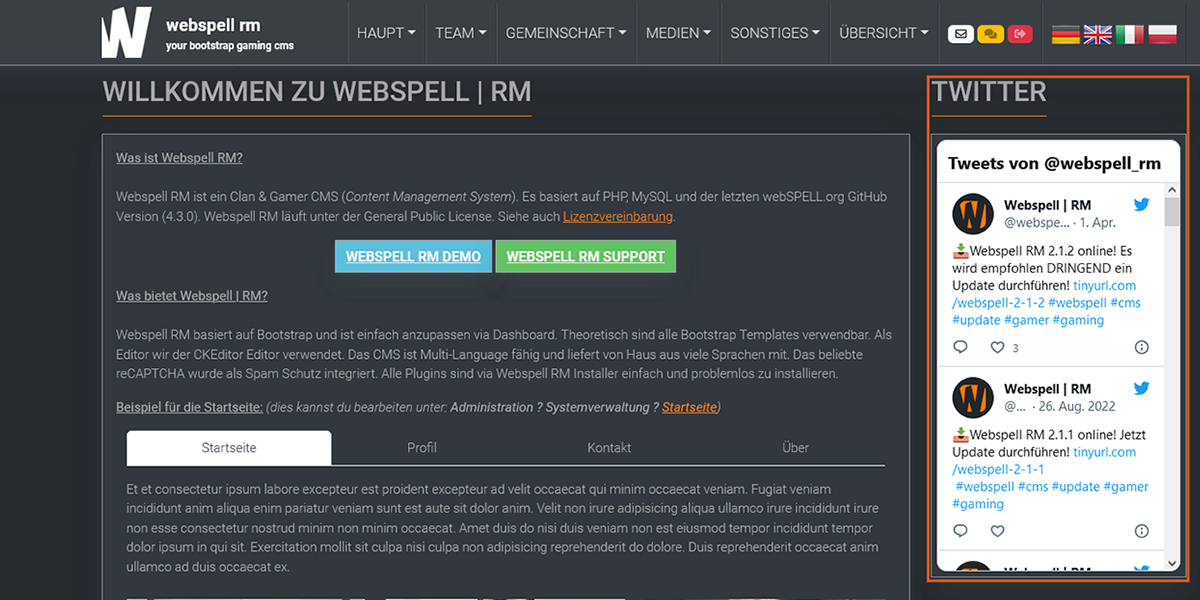 webspell rm
your bootstrap gaming cms
HAUPT
TEAM
GEMEINSCHAFT
MEDIEN
SONSTIGES
ÜBERSICHT
WILLKOMMEN ZU WEBSPELL | RM
Was ist Webspell RM?
Webspell RM ist ein Clan & Gamer CMS (Content Management System). Es basiert auf PHP, MySQL und der letzten webSPELL.org GitHub
Version (4.3.0). Webspell RM läuft unter der General Public License. Siehe auch Lizenzvereinbarung.
WEBSPELL RM DEMO
WEBSPELL RM SUPPORT
Was bietet Webspell | RM?
Webspell RM basiert auf Bootstrap und ist einfach anzupassen via Dashboard. Theoretisch sind alle Bootstrap Templates verwendbar. Als
Editor wir der CKEditor Editor verwendet. Das CMS ist Multi-Language fähig und liefert von Haus aus viele Sprachen mit. Das beliebte
reCAPTCHA wurde als Spam Schutz integriert. Alle Plugins sind via Webspell RM Installer einfach und problemlos zu installieren.
Beispiel für die Startseite: (dies kannst du bearbeiten unter: Administration ? Systemverwaltung ? Startseite)
Startseite
Profil
Kontakt
Über
Et et consectetur ipsum labore excepteur est proident excepteur ad velit occaecat qui minim occaecat veniam. Fugiat veniam
incididunt anim aliqua enim pariatur veniam sunt est aute sit dolor anim. Velit non irure adipisicing aliqua ullamco irure incididunt irure
non esse consectetur nostrud minim non minim occaecat. Amet duis do nisi duis veniam non est eiusmod tempor incididunt tempor
dolor ipsum in qui sit. Exercitation mollit sit culpa nisi culpa non adipisicing reprehenderit do dolore. Duis reprehenderit occaecat anim
ullamco ad duis occaecat ex.
TWITTER
Tweets von @webspell_rm
Webspell | RM
@webspe... · 1. Apr.
Webspell RM 2.1.2 online! Es
wird empfohlen DRINGEND ein
Update durchführen! tinyurl.com
/webspell-2-1-2 #webspell #cms
#update #gamer #gaming
3
Webspell | RM
@... · 26. Aug. 2022
Webspell RM 2.1.1 online! Jetzt
Update durchführen! tinyurl.com
/webspell-2-1-1
#webspell #cms #update #gamer
#gaming
Webspell | RM